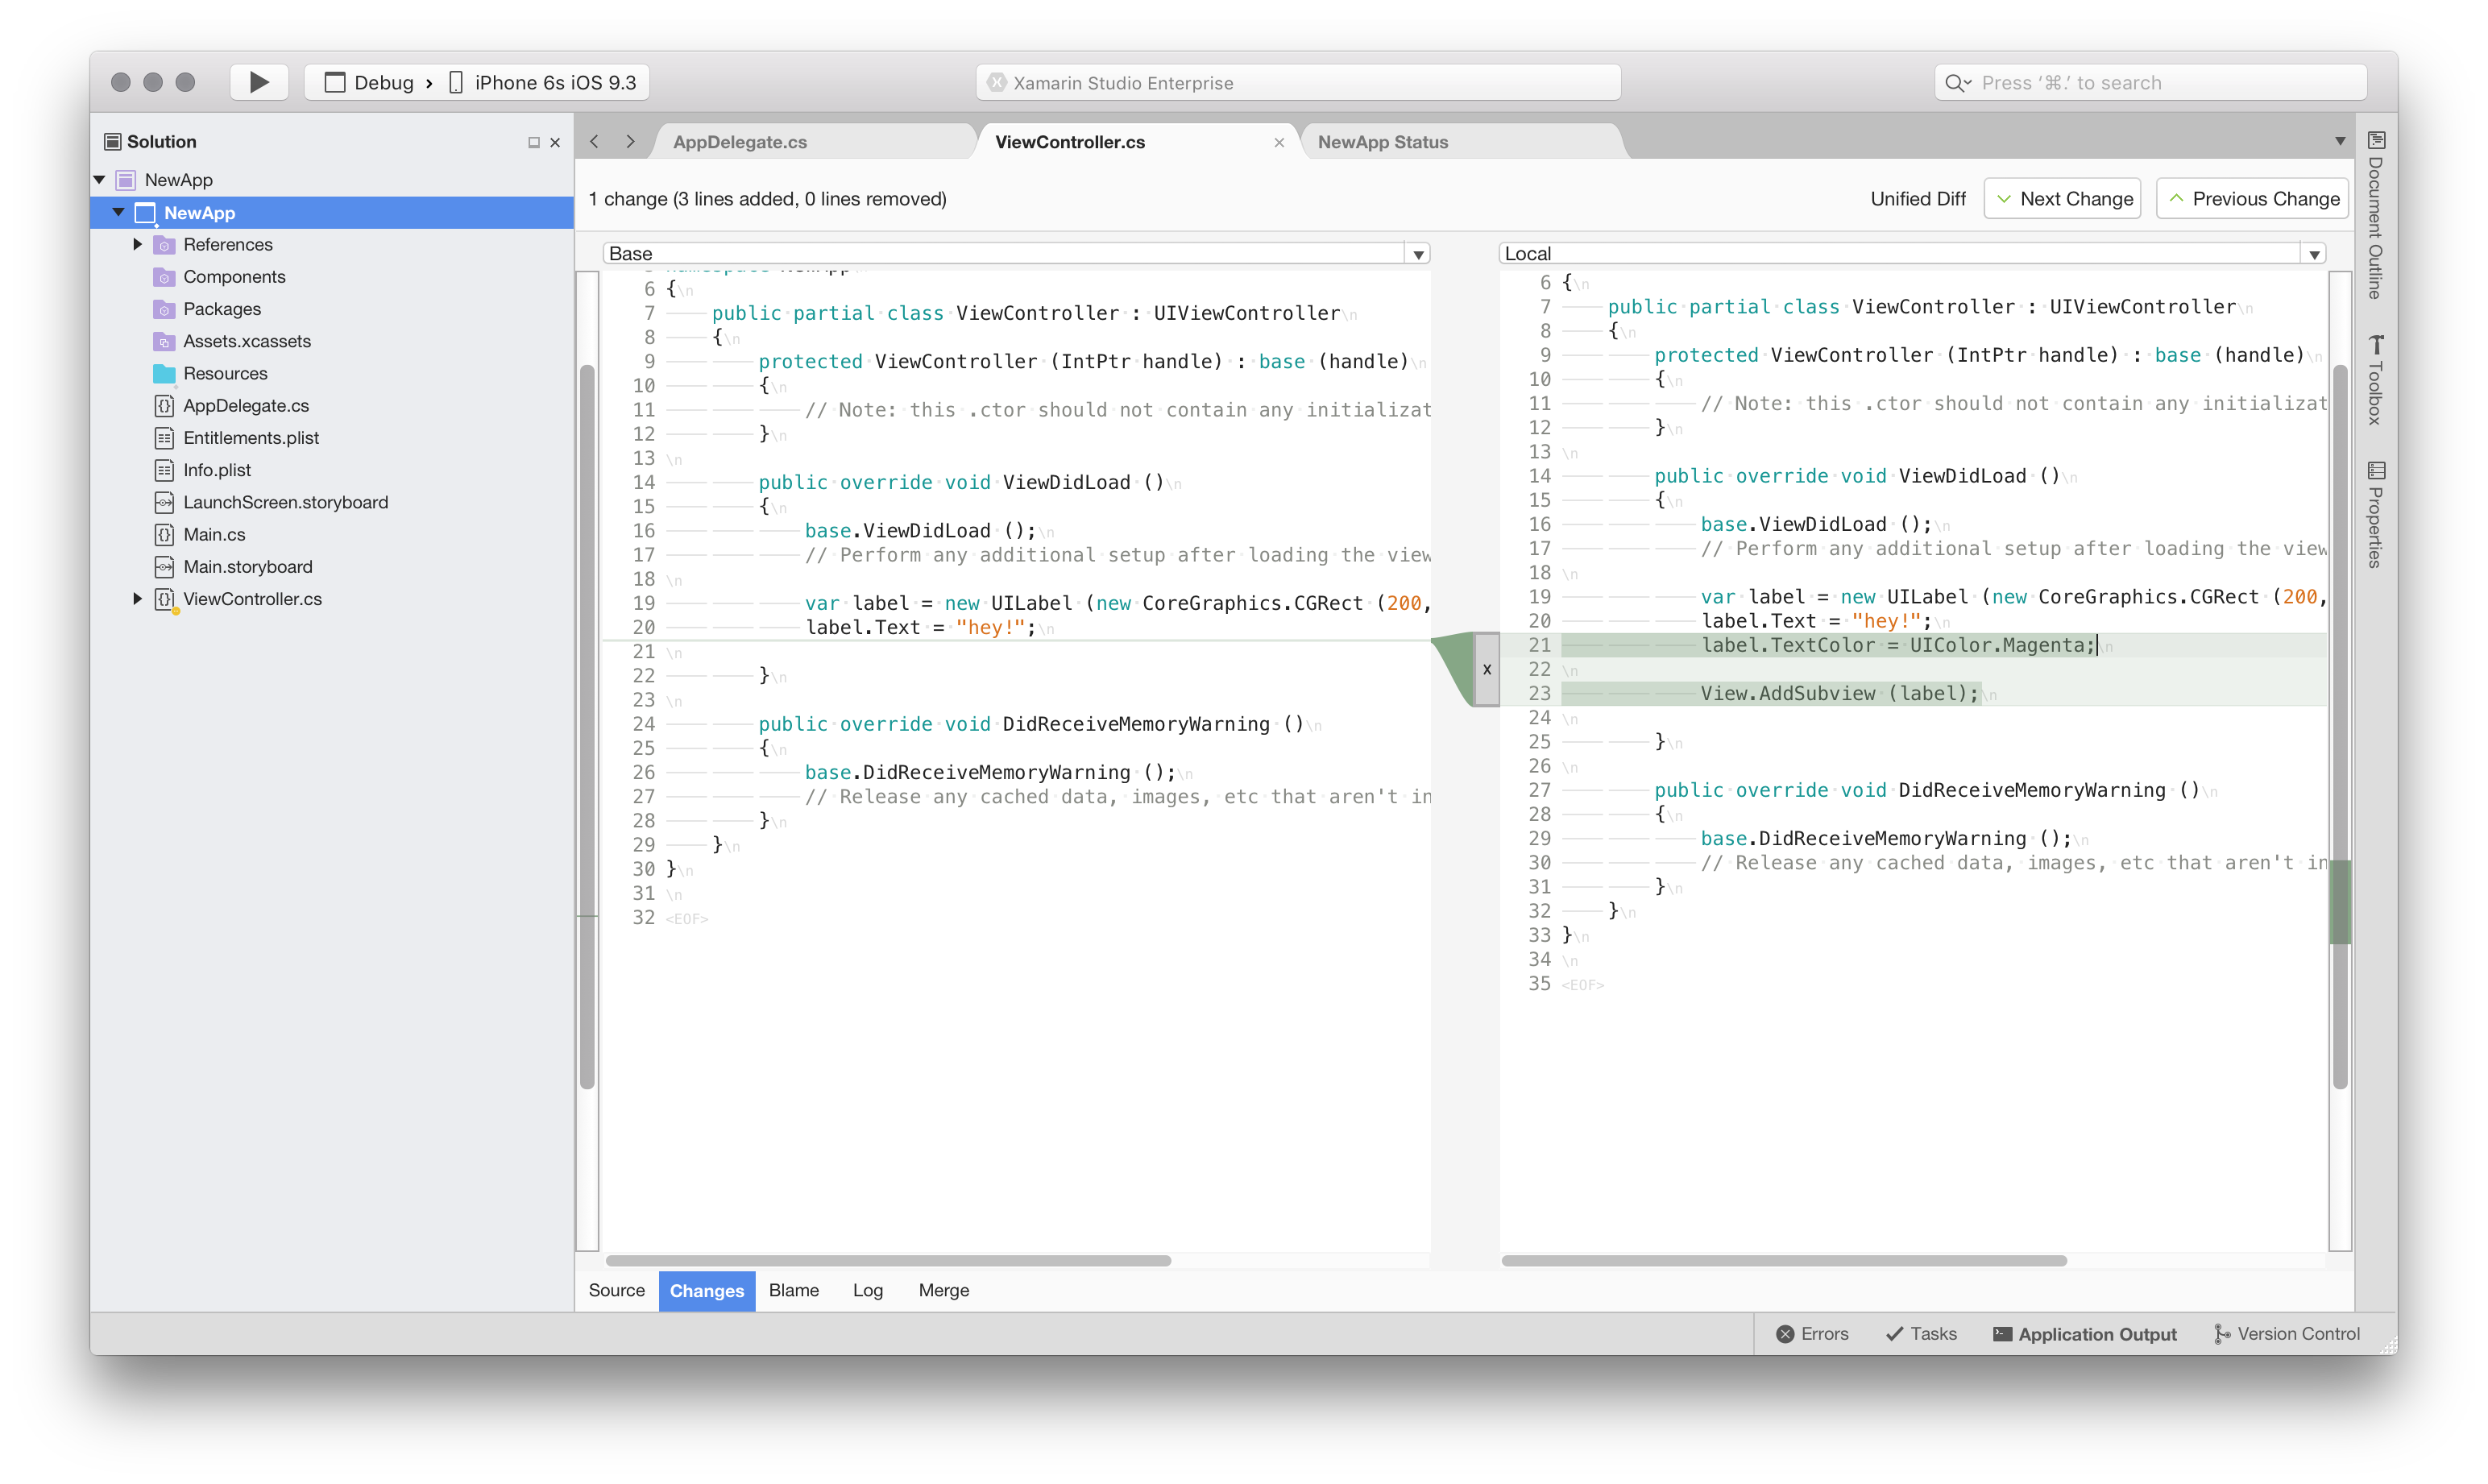 Debug › iPhone 6s iOS 9.3
Xamarin Studio Enterprise
Press '⌘.' to search
Solution
NewApp
NewApp
References
Components
Packages
Assets.xcassets
Resources
AppDelegate.cs
Entitlements.plist
Info.plist
LaunchScreen.storyboard
Main.cs
Main.storyboard
ViewController.cs
AppDelegate.cs
ViewController.cs
NewApp Status
1 change (3 lines added, 0 lines removed)
Unified Diff
Next Change
Previous Change
Base
6 {\n
7 public partial class ViewController : UIViewController\n
8 {\n
9 protected ViewController (IntPtr handle) : base (handle)\n
10 {\n
11 // Note: this .ctor should not contain any initializat
12 }\n
13 \n
14 public override void ViewDidLoad ()\n
15 {\n
16 base.ViewDidLoad ();\n
17 // Perform any additional setup after loading the view
18 \n
19 var label = new UILabel (new CoreGraphics.CGRect (200,
20 label.Text = "hey!";\n
21 \n
22 }\n
23 \n
24 public override void DidReceiveMemoryWarning ()\n
25 {\n
26 base.DidReceiveMemoryWarning ();\n
27 // Release any cached data, images, etc that aren't in
28 }\n
29 }\n
30 }\n
31 \n
32 <EOF>
x
Local
6 {\n
7 public partial class ViewController : UIViewController\n
8 {\n
9 protected ViewController (IntPtr handle) : base (handle)\n
10 {\n
11 // Note: this .ctor should not contain any initializat
12 }\n
13 \n
14 public override void ViewDidLoad ()\n
15 {\n
16 base.ViewDidLoad ();\n
17 // Perform any additional setup after loading the view
18 \n
19 var label = new UILabel (new CoreGraphics.CGRect (200,
20 label.Text = "hey!";\n
21 label.TextColor = UIColor.Magenta;\n
22 \n
23 View.AddSubview (label);\n
24 \n
25 }\n
26 \n
27 public override void DidReceiveMemoryWarning ()\n
28 {\n
29 base.DidReceiveMemoryWarning ();\n
30 // Release any cached data, images, etc that aren't in
31 }\n
32 }\n
33 }\n
34 \n
35 <EOF>
Document Outline
Toolbox
Properties
Source
Changes
Blame
Log
Merge
Errors
Tasks
Application Output
Version Control